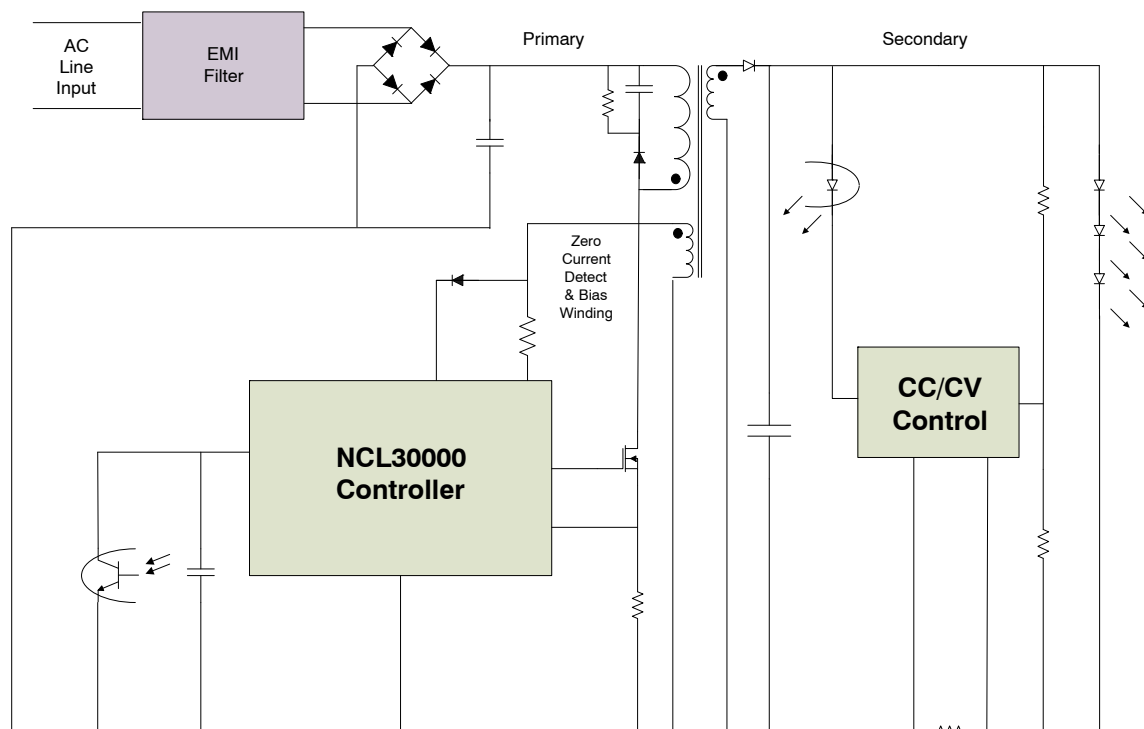 AC
Line
Input
EMI
Filter
Primary
Secondary
Zero
Current
Detect
& Bias
Winding
CC/CV
Control
NCL30000
Controller